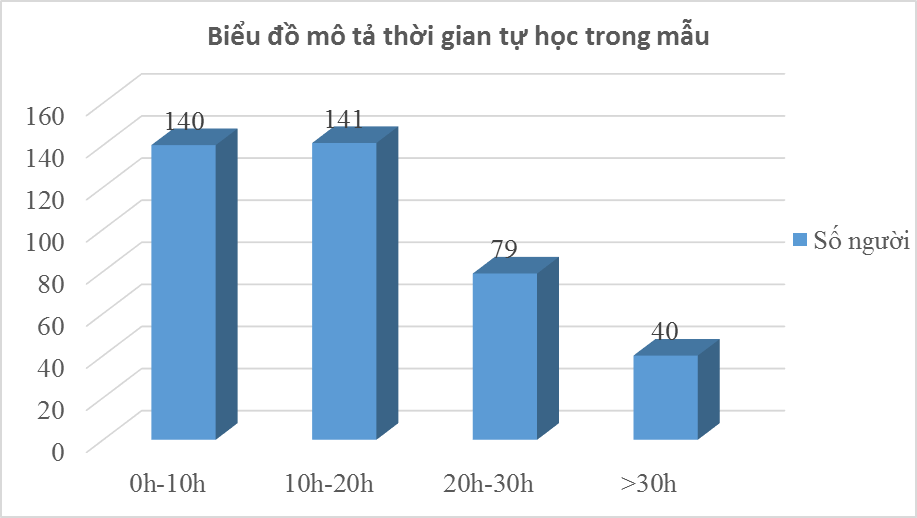 Biểu đồ mô tả thời gian tự học trong mẫu
160
140
120
100
80
60
40
20
0
140
141
79
40
0h-10h
10h-20h
20h-30h
>30h
Số người